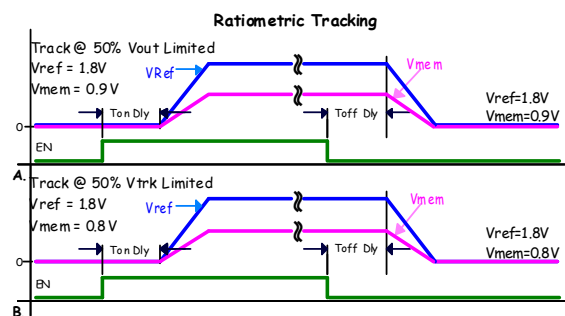 Ratiometric Tracking
Track @ 50% Vout Limited
Vref = 1.8V
Vmem = 0.9 V
VRef
Vmem
Ton Dly
Toff Dly
Vref=1.8V
Vmem=0.9V
0
EN
A.
Track @ 50% Vtrk Limited
Vref = 1.8V
Vmem = 0.8 V
Vref
Vmem
Ton Dly
Toff Dly
Vref=1.8V
Vmem=0.8V
0
EN
B